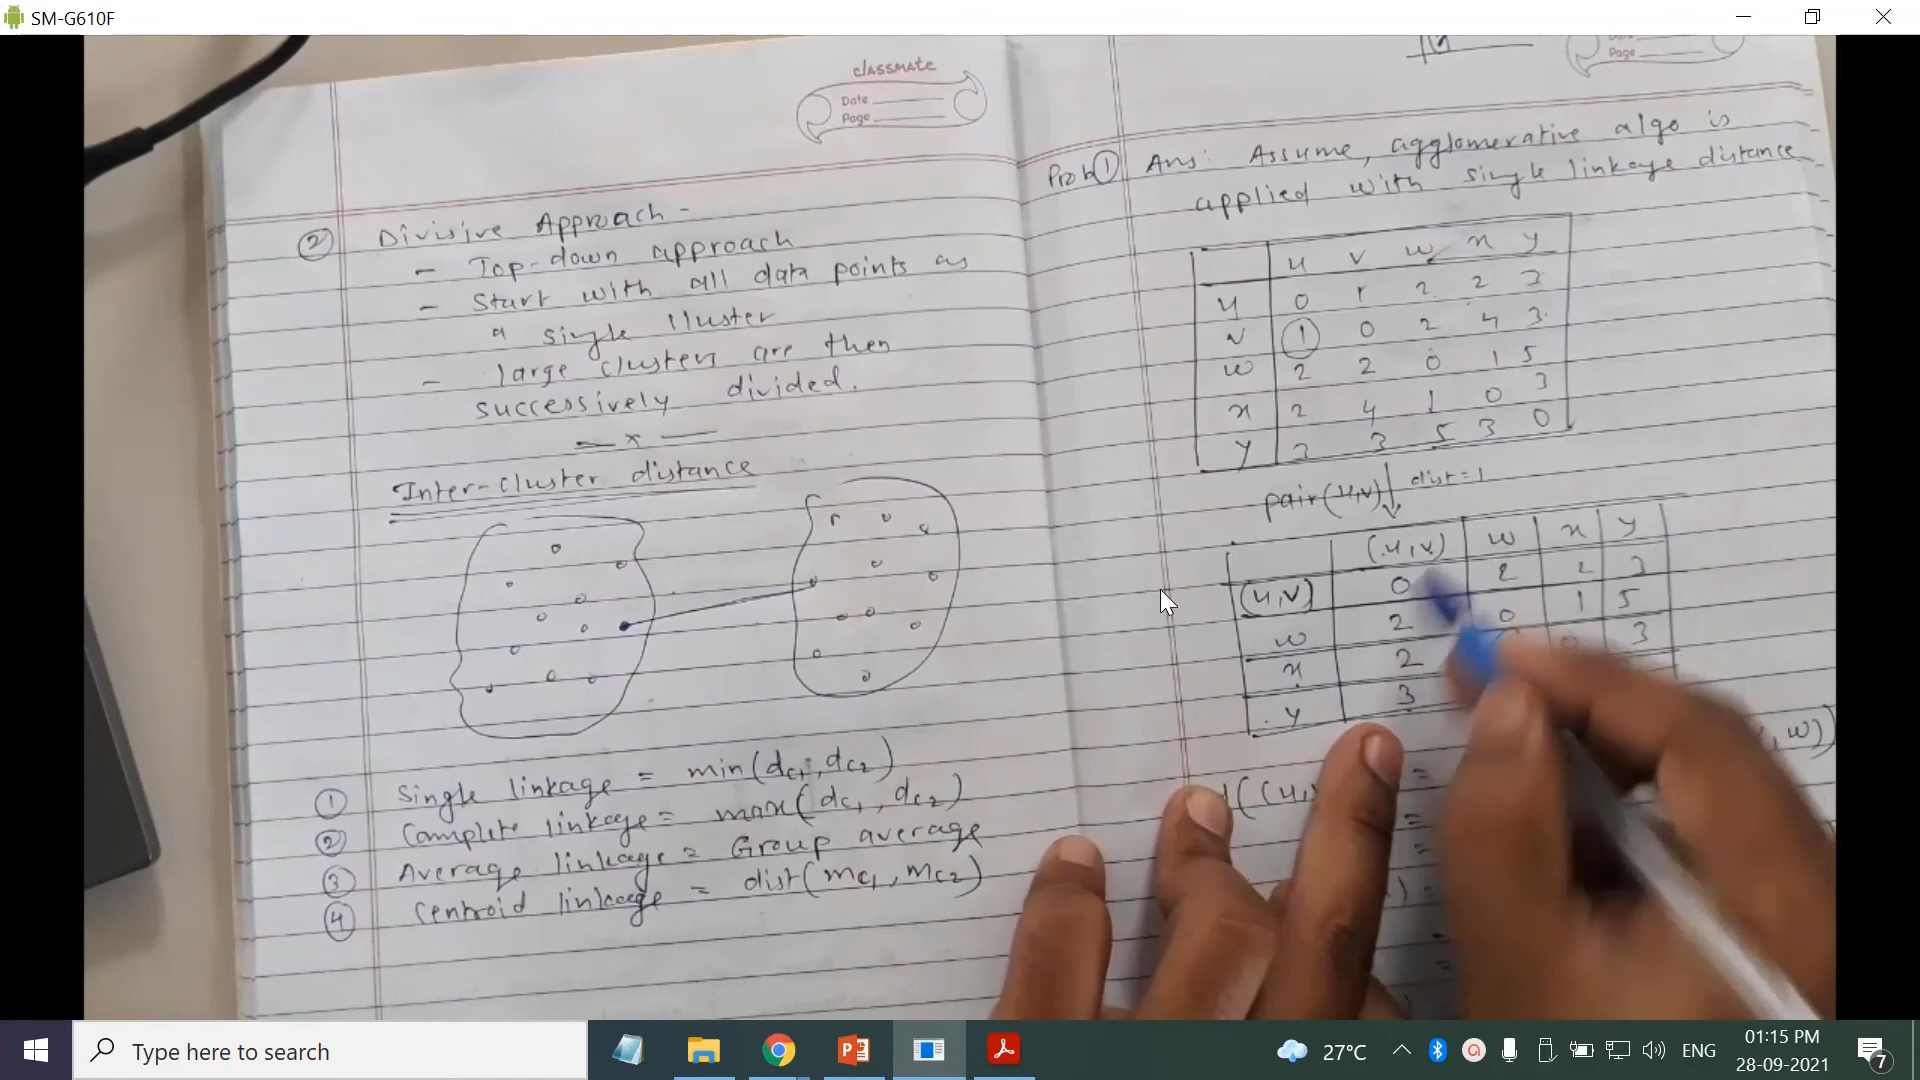 SM-G610F
classmate
Date
Page
② Divisive Approach -
- Top-down approach
- Start with all data points as
a single cluster
- large clusters are then
successively divided.
— x —
Inter-cluster distance
① Single linkage = min(dc1, dc2)
② Complete linkage = max(dc1, dc2)
③ Average linkage = Group average
④ Centroid linkage = dist(mc1, mc2)
Date
Page
Prob① Ans: Assume, agglomerative algo is
applied with single linkage distance
u v w x y
u 0 1 2 2 3
v 1 0 2 4 3
w 2 2 0 1 5
x 2 4 1 0 3
y 3 3 5 3 0
pair(u,v) ↓ dist = 1
(u,v) w x y
(u,v) 0 2 2 3
w 2 0 1 5
x 2 3
y 3
, w)
d((u,
=
=
=
Type here to search
27°C
ENG
01:15 PM
28-09-2021
7